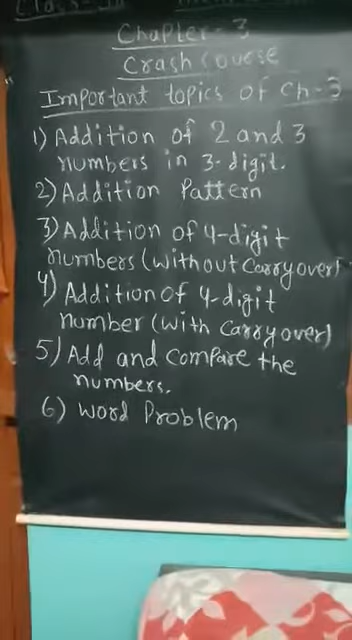 Chapter-3
Crash Course
Important topics of Ch-3
1) Addition of 2 and 3
numbers in 3-digit.
2) Addition Pattern
3) Addition of 4-digit
numbers (without Carryover)
4) Addition of 4-digit
number (with Carryover)
5) Add and compare the
numbers.
6) Word Problem